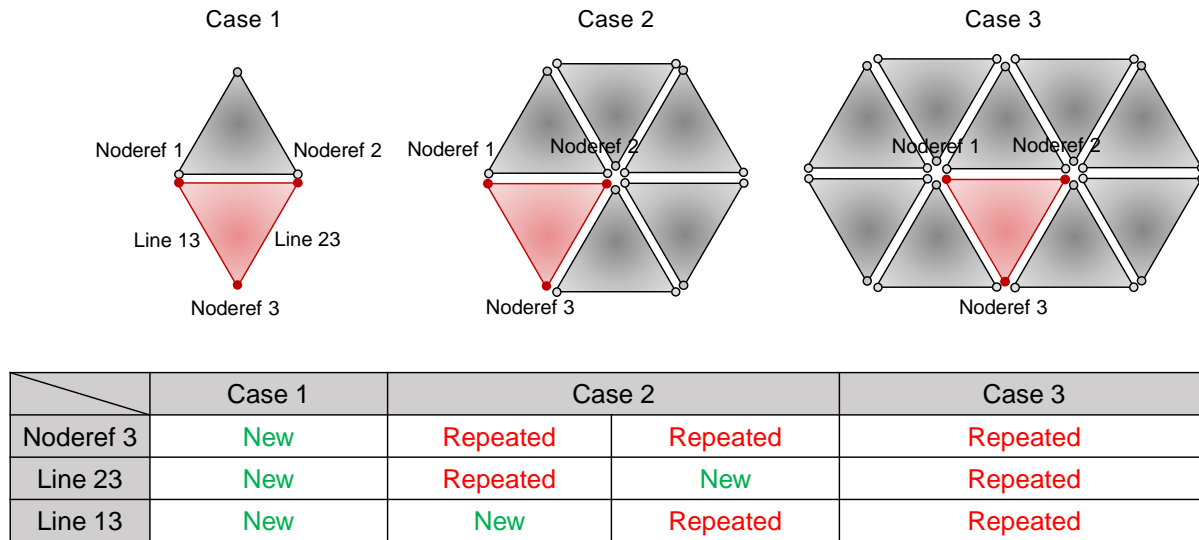 Case 1
Case 2
Case 3
Noderef 1
Noderef 2
Line 13
Line 23
Noderef 3
Noderef 1
Noderef 2
Noderef 3
Noderef 1
Noderef 2
Noderef 3
Case 1 Case 2 Case 3
Noderef 3 New Repeated Repeated Repeated
Line 23 New Repeated New Repeated
Line 13 New New Repeated Repeated